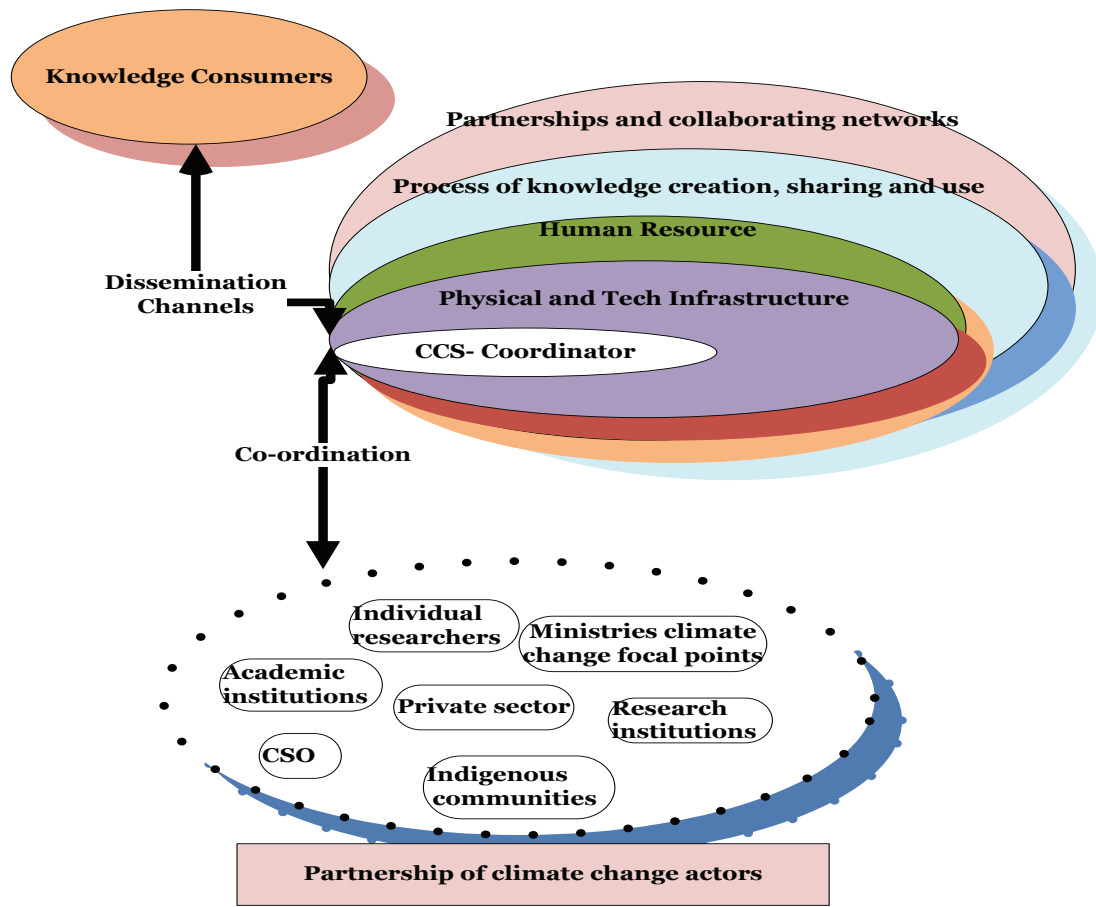 Knowledge Consumers
Partnerships and collaborating networks
Process of knowledge creation, sharing and use
Human Resource
Dissemination
Channels
Physical and Tech Infrastructure
CCS- Coordinator
Co-ordination
Individual
researchers
Ministries climate
change focal points
Academic
institutions
Private sector
Research
institutions
CSO
Indigenous
communities
Partnership of climate change actors